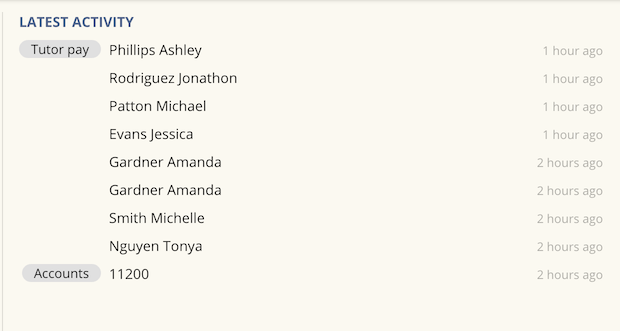 LATEST ACTIVITY
Tutor pay Phillips Ashley 1 hour ago
Rodriguez Jonathon 1 hour ago
Patton Michael 1 hour ago
Evans Jessica 1 hour ago
Gardner Amanda 2 hours ago
Gardner Amanda 2 hours ago
Smith Michelle 2 hours ago
Nguyen Tonya 2 hours ago
Accounts 11200 2 hours ago